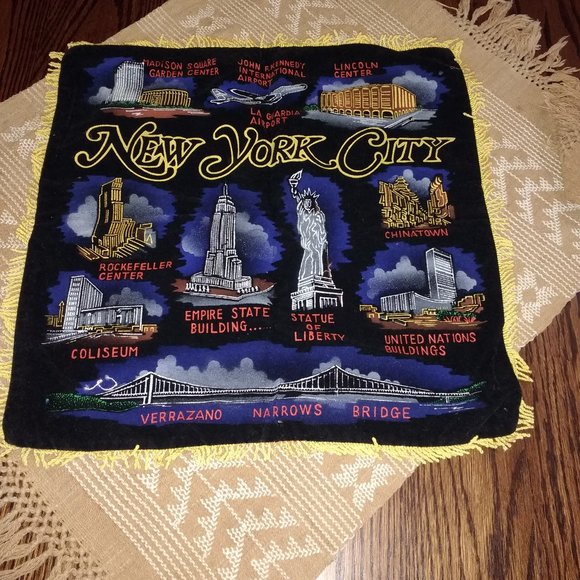 MADISON SQUARE
GARDEN CENTER
JOHN F. KENNEDY
INTERNATIONAL
AIRPORT
LA GARDIA
AIRPORT
LINCOLN
CENTER
NEW YORK CITY
ROCKEFELLER
CENTER
EMPIRE STATE
BUILDING.....
STATUE
OF
LIBERTY
CHINATOWN
COLISEUM
UNITED NATIONS
BUILDINGS
VERRAZANO NARROWS BRIDGE